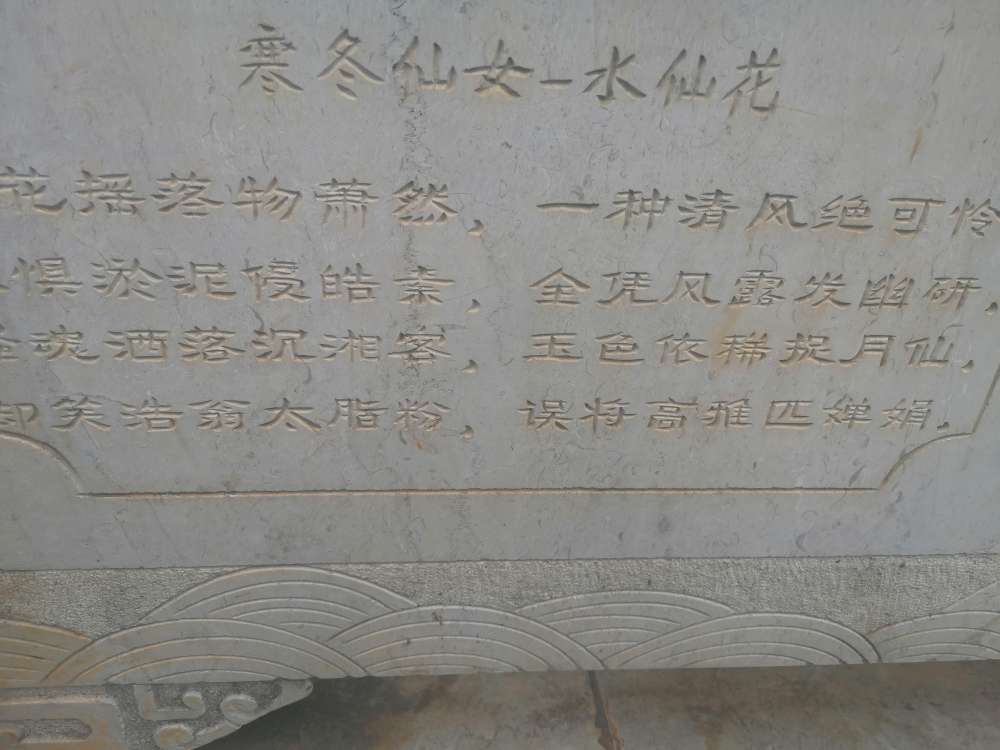 寒冬仙女-水仙花
花摇落物萧然，一种清风绝可怜
惧淤泥侵皓素，全凭风露发幽研，
魂洒落沉湘客，玉色依稀捉月仙，
却笑浩翁太脂粉，误将高雅匹婵娟．